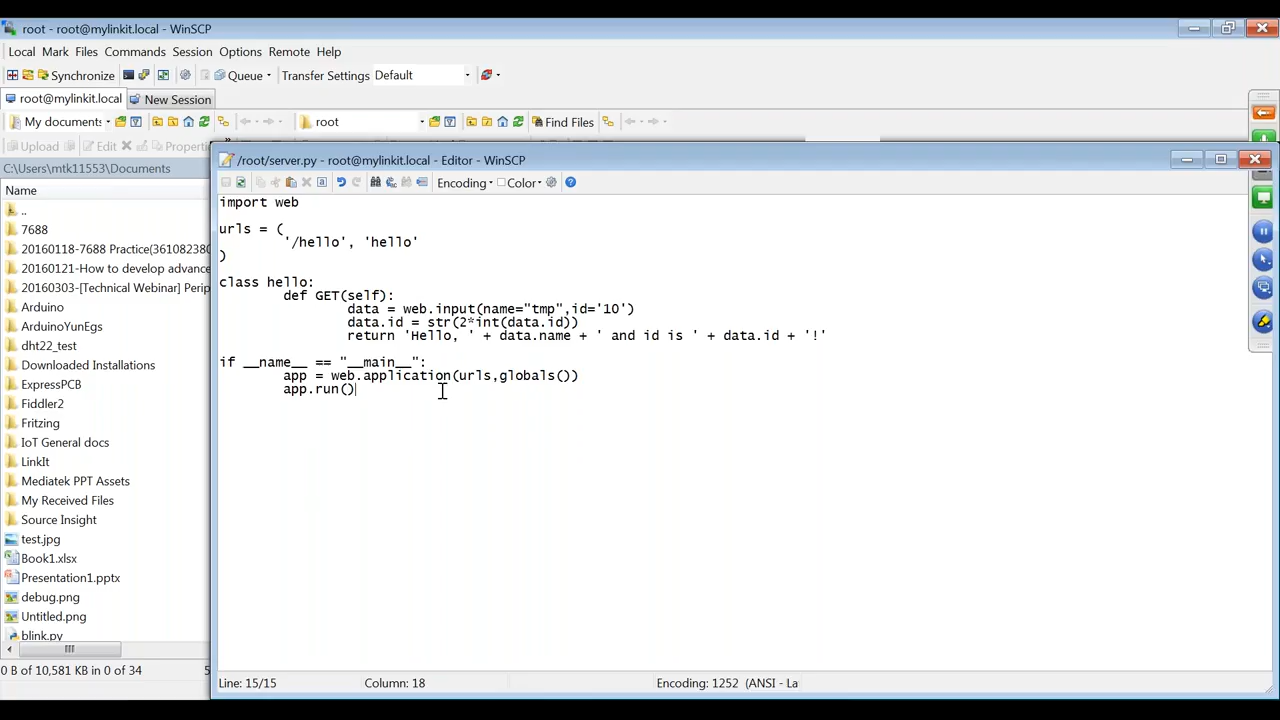 root - root@mylinkit.local - WinSCP
Local Mark Files Commands Session Options Remote Help
Synchronize Queue Transfer Settings Default
root@mylinkit.local New Session
My documents root Find Files
Upload Edit
C:\Users\mtk11553\Documents
Name
..
7688
20160118-7688 Practice(361082380
20160121-How to develop advance
20160303-[Technical Webinar] Perip
Arduino
ArduinoYunEgs
dht22_test
Downloaded Installations
ExpressPCB
Fiddler2
Fritzing
IoT General docs
LinkIt
Mediatek PPT Assets
My Received Files
Source Insight
test.jpg
Book1.xlsx
Presentation1.pptx
debug.png
Untitled.png
blink.py
0 B of 10,581 KB in 0 of 34
/root/server.py - root@mylinkit.local - Editor - WinSCP
Encoding Color
import web
urls = (
'/hello', 'hello'
)
class hello:
def GET(self):
data = web.input(name="tmp",id='10')
data.id = str(2*int(data.id))
return 'Hello, ' + data.name + ' and id is ' + data.id + '!'
if __name__ == "__main__":
app = web.application(urls,globals())
app.run()
Line: 15/15 Column: 18 Encoding: 1252 (ANSI - La